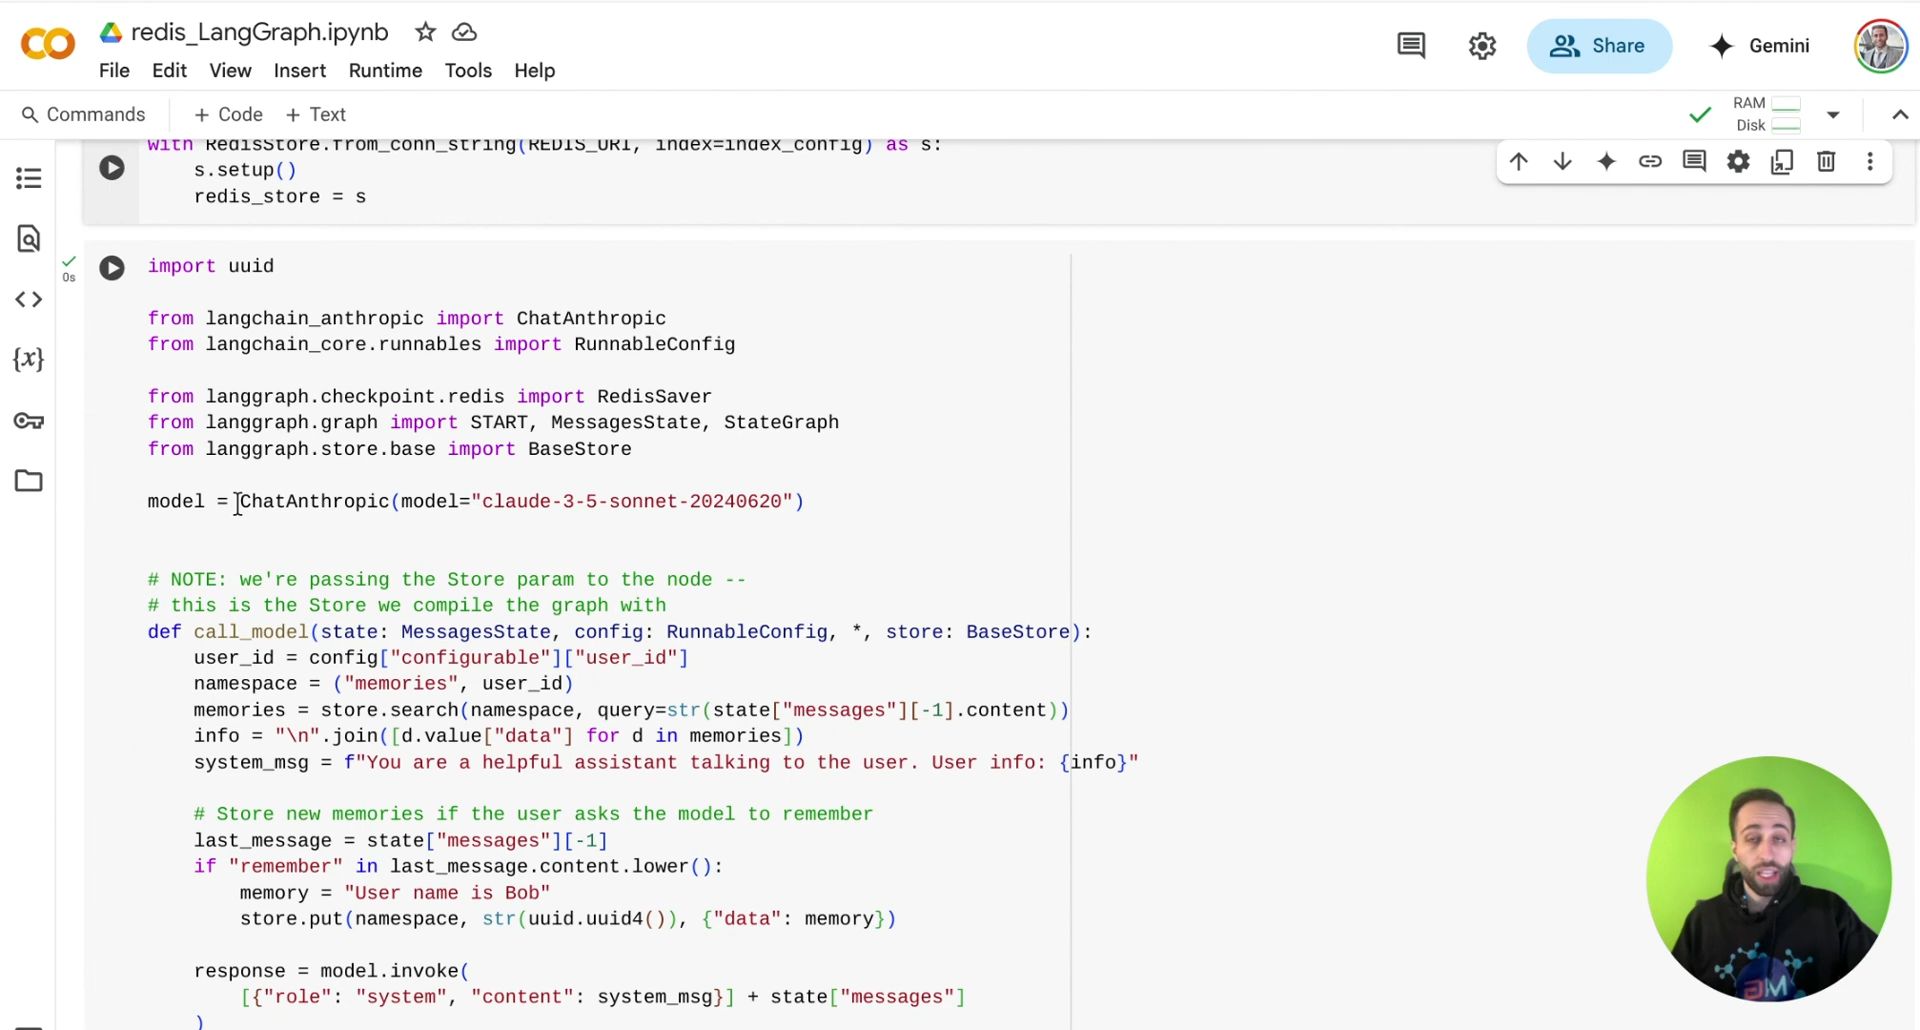 redis_LangGraph.ipynb
Share
Gemini
File Edit View Insert Runtime Tools Help
Commands + Code + Text
RAM
Disk
with RedisStore.from_conn_string(REDIS_URI, index=index_config) as s:
s.setup()
redis_store = s
0s
import uuid
from langchain_anthropic import ChatAnthropic
from langchain_core.runnables import RunnableConfig
from langgraph.checkpoint.redis import RedisSaver
from langgraph.graph import START, MessagesState, StateGraph
from langgraph.store.base import BaseStore
model = ChatAnthropic(model="claude-3-5-sonnet-20240620")
# NOTE: we're passing the Store param to the node --
# this is the Store we compile the graph with
def call_model(state: MessagesState, config: RunnableConfig, *, store: BaseStore):
user_id = config["configurable"]["user_id"]
namespace = ("memories", user_id)
memories = store.search(namespace, query=str(state["messages"][-1].content))
info = "\n".join([d.value["data"] for d in memories])
system_msg = f"You are a helpful assistant talking to the user. User info: {info}"
# Store new memories if the user asks the model to remember
last_message = state["messages"][-1]
if "remember" in last_message.content.lower():
memory = "User name is Bob"
store.put(namespace, str(uuid.uuid4()), {"data": memory})
response = model.invoke(
[{"role": "system", "content": system_msg}] + state["messages"]
)